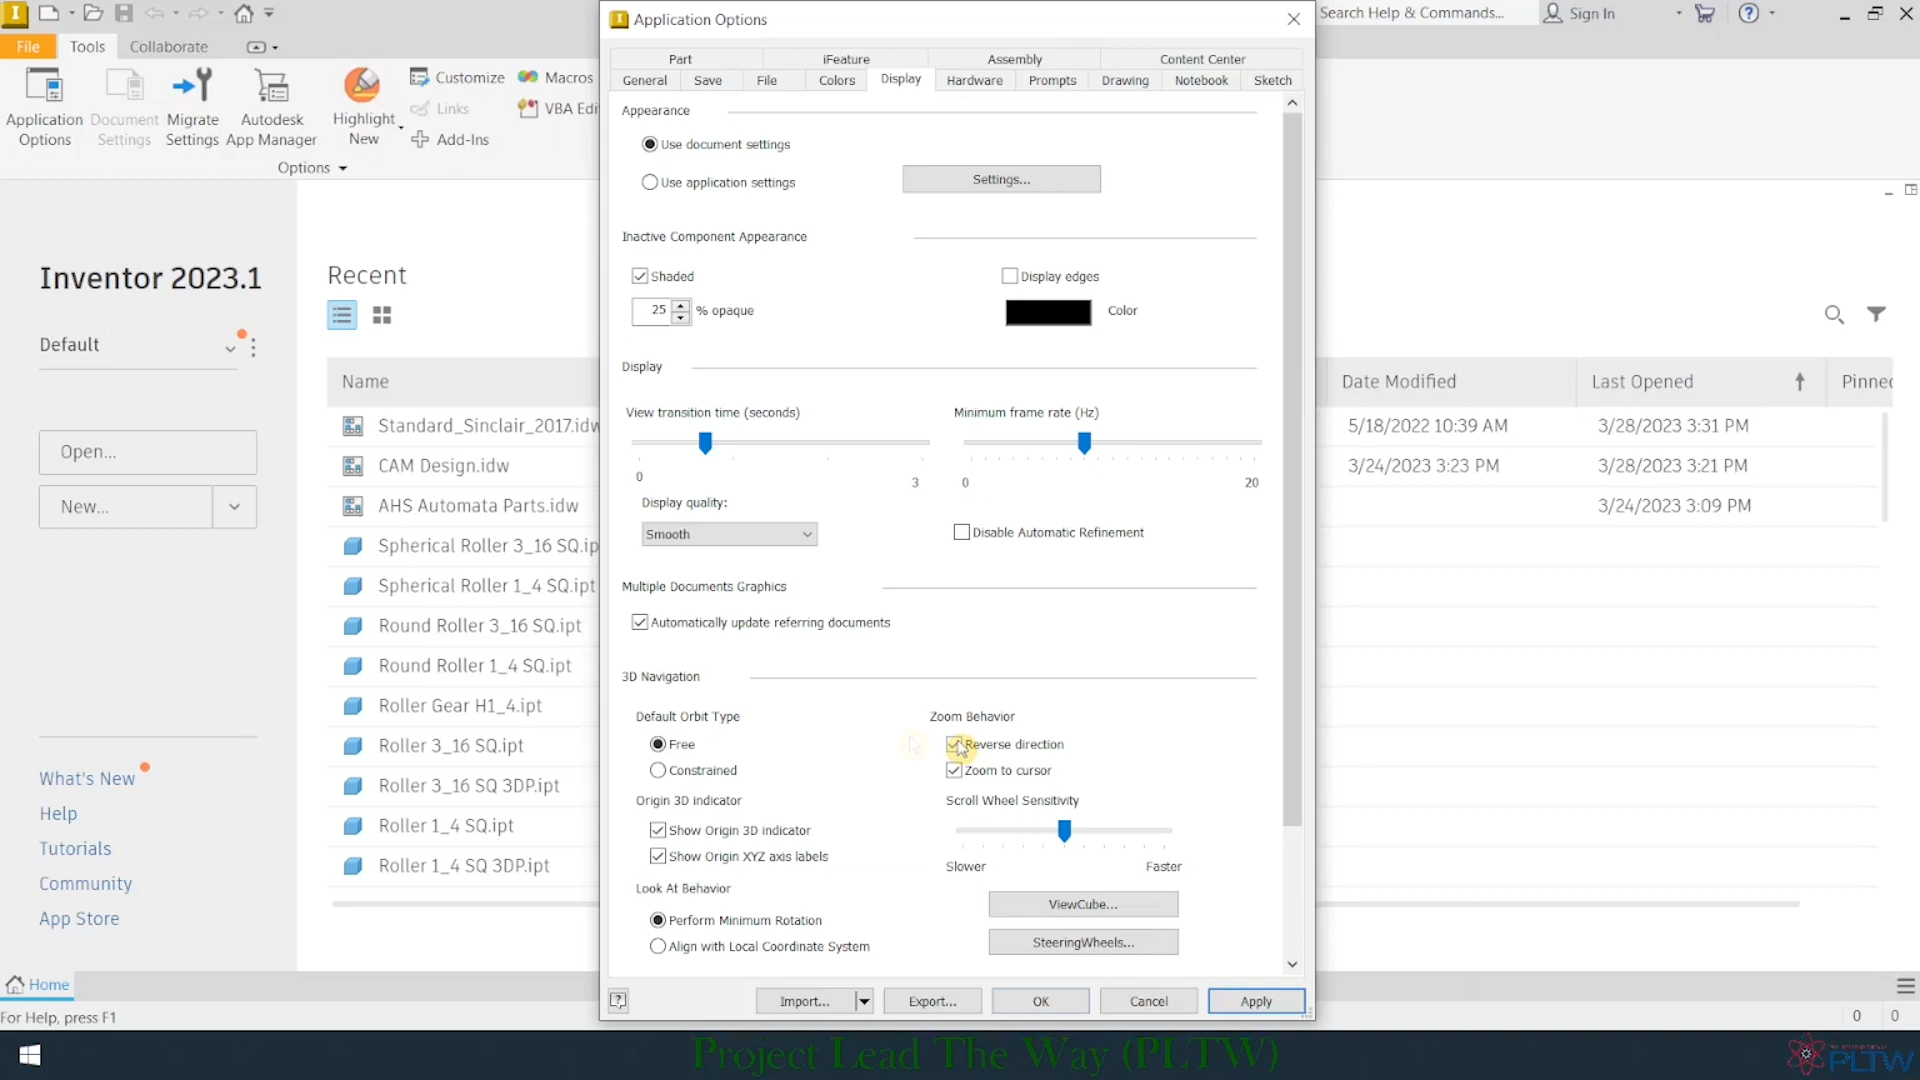 Application Options
Search Help & Commands...
Sign In
File
Tools
Collaborate
Application Options
Document Settings
Migrate Settings
Autodesk App Manager
Highlight New
Customize
Links
Add-Ins
Macros
VBA Edi
Options
Part
iFeature
Assembly
Content Center
General
Save
File
Colors
Display
Hardware
Prompts
Drawing
Notebook
Sketch
Appearance
Use document settings
Use application settings
Settings...
Inactive Component Appearance
Shaded
Display edges
25 % opaque
Color
Display
View transition time (seconds)
Minimum frame rate (Hz)
0 3
0 20
Display quality:
Smooth
Disable Automatic Refinement
Multiple Documents Graphics
Automatically update referring documents
3D Navigation
Default Orbit Type
Free
Constrained
Zoom Behavior
Reverse direction
Zoom to cursor
Origin 3D indicator
Show Origin 3D indicator
Show Origin XYZ axis labels
Scroll Wheel Sensitivity
Slower Faster
Look At Behavior
Perform Minimum Rotation
Align with Local Coordinate System
ViewCube...
SteeringWheels...
Import...
Export...
OK
Cancel
Apply
Inventor 2023.1
Default
Open...
New...
What's New
Help
Tutorials
Community
App Store
Recent
Name
Date Modified
Last Opened
Pinned
Standard_Sinclair_2017.idw 5/18/2022 10:39 AM 3/28/2023 3:31 PM
CAM Design.idw 3/24/2023 3:23 PM 3/28/2023 3:21 PM
AHS Automata Parts.idw 3/24/2023 3:09 PM
Spherical Roller 3_16 SQ.ip
Spherical Roller 1_4 SQ.ipt
Round Roller 3_16 SQ.ipt
Round Roller 1_4 SQ.ipt
Roller Gear H1_4.ipt
Roller 3_16 SQ.ipt
Roller 3_16 SQ 3DP.ipt
Roller 1_4 SQ.ipt
Roller 1_4 SQ 3DP.ipt
Home
For Help, press F1
0 0
Project Lead The Way (PLTW)
PLTW